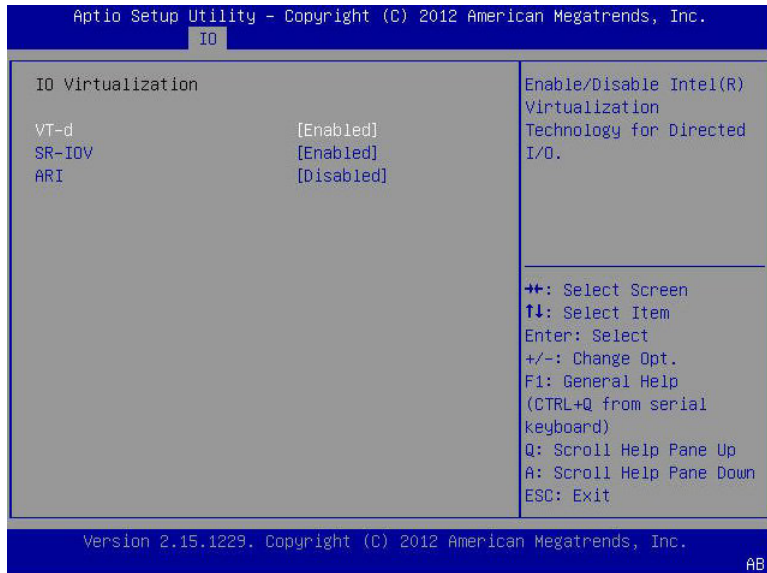 Aptio Setup Utility – Copyright (C) 2012 American Megatrends, Inc.
IO
IO Virtualization
VT-d [Enabled]
SR-IOV [Enabled]
ARI [Disabled]
Enable/Disable Intel(R)
Virtualization
Technology for Directed
I/O.
→←: Select Screen
↑↓: Select Item
Enter: Select
+/-: Change Opt.
F1: General Help
(CTRL+Q from serial
keyboard)
Q: Scroll Help Pane Up
A: Scroll Help Pane Down
ESC: Exit
Version 2.15.1229. Copyright (C) 2012 American Megatrends, Inc.
AB